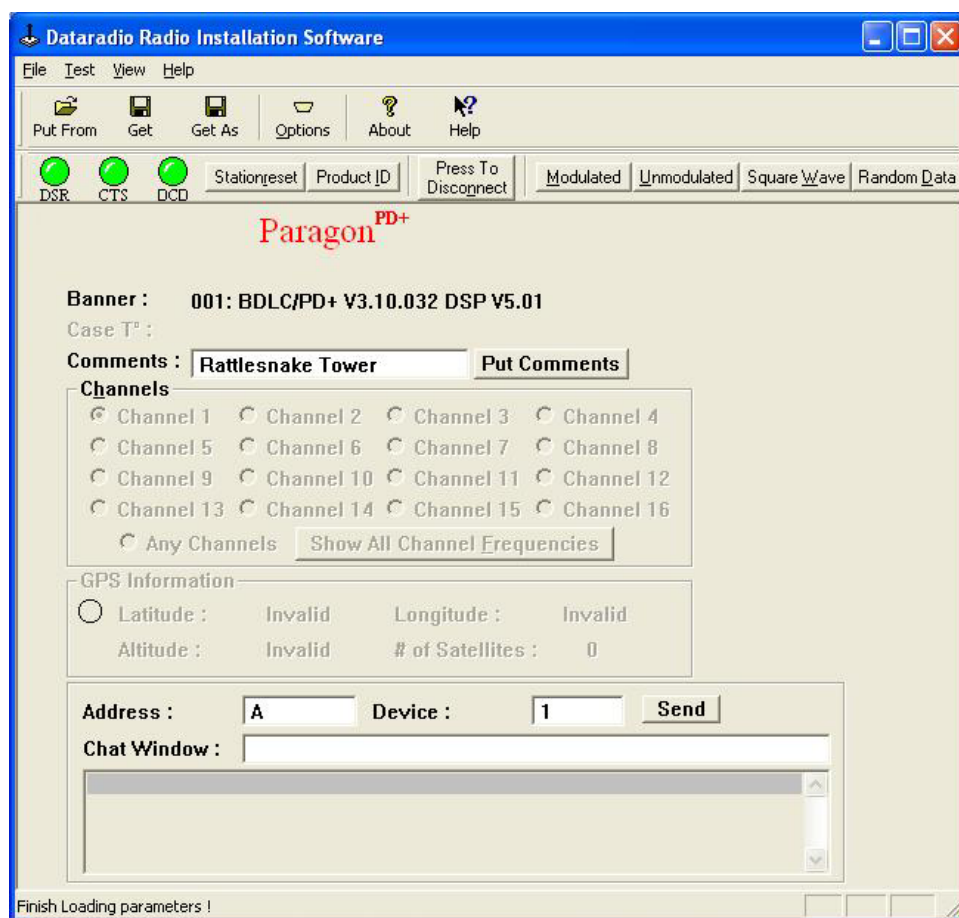 Dataradio Radio Installation Software
File Test View Help
Put From Get Get As Options About Help
DSR CTS DCD Stationreset Product ID Press To Disconnect Modulated Unmodulated Square Wave Random Data
Paragon PD+
Banner : 001: BDLC/PD+ V3.10.032 DSP V5.01
Case T° :
Comments : Rattlesnake Tower Put Comments
Channels
Channel 1 Channel 2 Channel 3 Channel 4
Channel 5 Channel 6 Channel 7 Channel 8
Channel 9 Channel 10 Channel 11 Channel 12
Channel 13 Channel 14 Channel 15 Channel 16
Any Channels Show All Channel Frequencies
GPS Information
Latitude : Invalid Longitude : Invalid
Altitude : Invalid # of Satellites : 0
Address : A Device : 1 Send
Chat Window :
Finish Loading parameters !